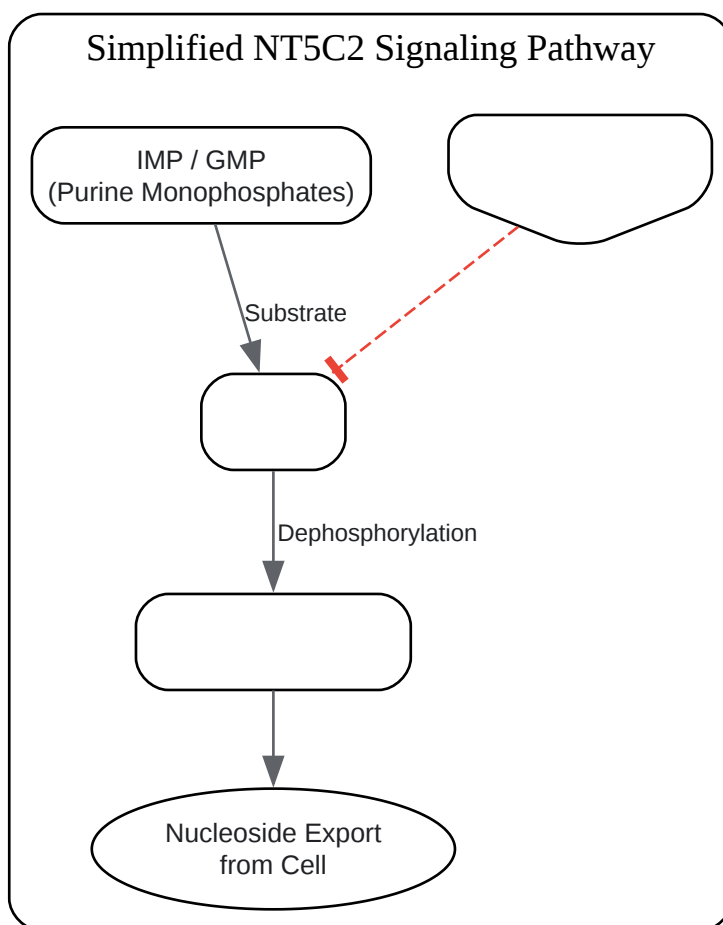 Simplified NT5C2 Signaling Pathway
IMP / GMP
(Purine Monophosphates)
Substrate
Dephosphorylation
Nucleoside Export
from Cell